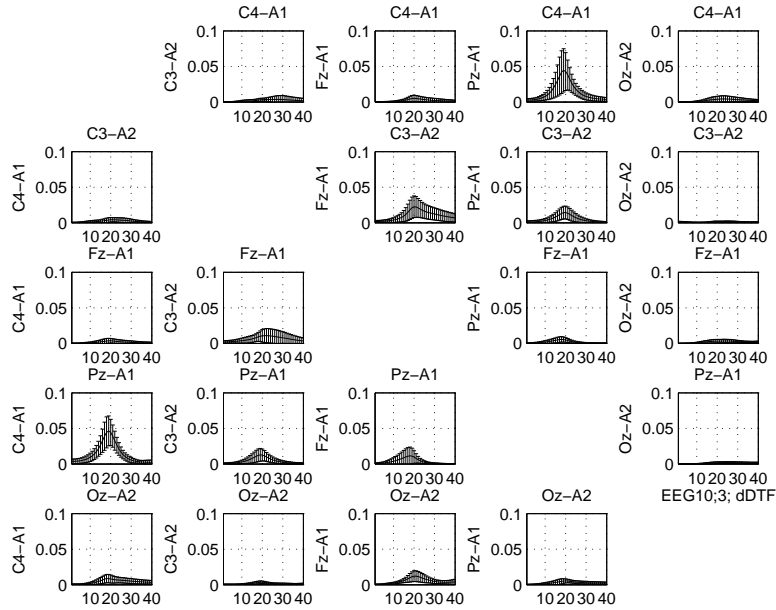 C4–A1 C4–A1 C4–A1 C4–A1
C3–A2 0.1 0.05 0 10 20 30 40
Fz–A1 0.1 0.05 0 10 20 30 40
Pz–A1 0.1 0.05 0 10 20 30 40
Oz–A2 0.1 0.05 0 10 20 30 40
C3–A2 C3–A2 C3–A2 C3–A2
C4–A1 0.1 0.05 0 10 20 30 40
Fz–A1 0.1 0.05 0 10 20 30 40
Pz–A1 0.1 0.05 0 10 20 30 40
Oz–A2 0.1 0.05 0 10 20 30 40
Fz–A1 Fz–A1 Fz–A1 Fz–A1
C4–A1 0.1 0.05 0 10 20 30 40
C3–A2 0.1 0.05 0 10 20 30 40
Pz–A1 0.1 0.05 0 10 20 30 40
Oz–A2 0.1 0.05 0 10 20 30 40
Pz–A1 Pz–A1 Pz–A1 Pz–A1
C4–A1 0.1 0.05 0 10 20 30 40
C3–A2 0.1 0.05 0 10 20 30 40
Fz–A1 0.1 0.05 0 10 20 30 40
Oz–A2 0.1 0.05 0 10 20 30 40
Oz–A2 Oz–A2 Oz–A2 Oz–A2 EEG10;3; dDTF
C4–A1 0.1 0.05 0 10 20 30 40
C3–A2 0.1 0.05 0 10 20 30 40
Fz–A1 0.1 0.05 0 10 20 30 40
Pz–A1 0.1 0.05 0 10 20 30 40